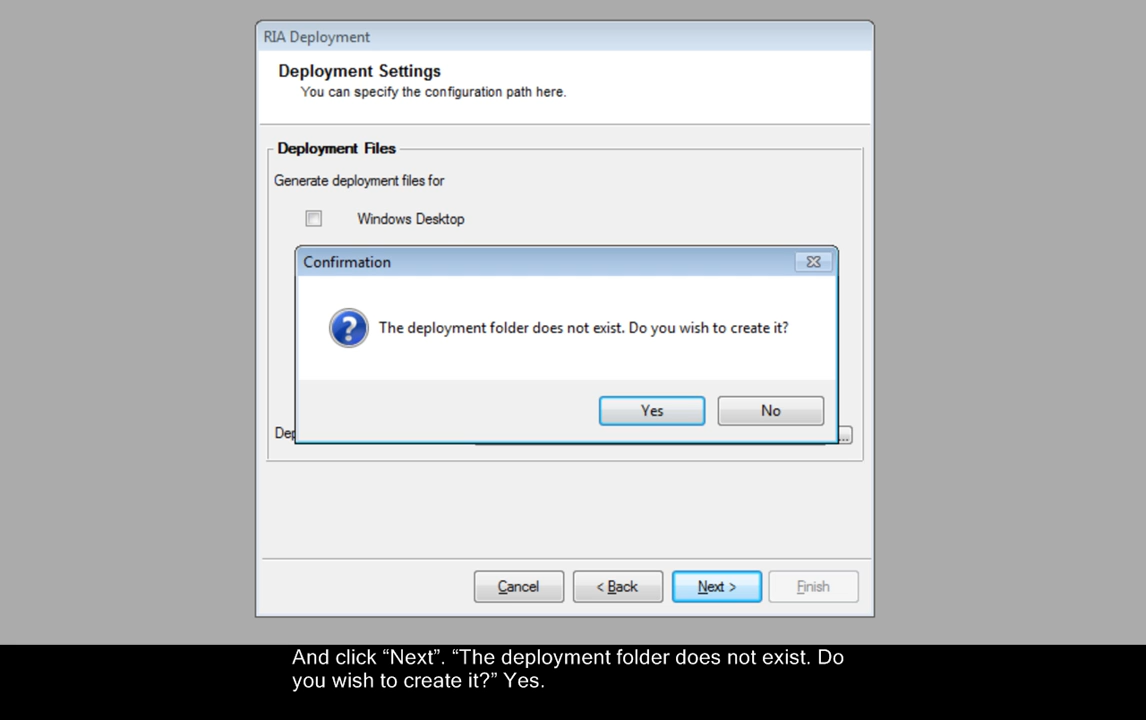 RIA Deployment
Deployment Settings
You can specify the configuration path here.
Deployment Files
Generate deployment files for
Windows Desktop
Confirmation
The deployment folder does not exist. Do you wish to create it?
Yes No
Dep ...
Cancel < Back Next > Finish
And click “Next”. “The deployment folder does not exist. Do
you wish to create it?” Yes.